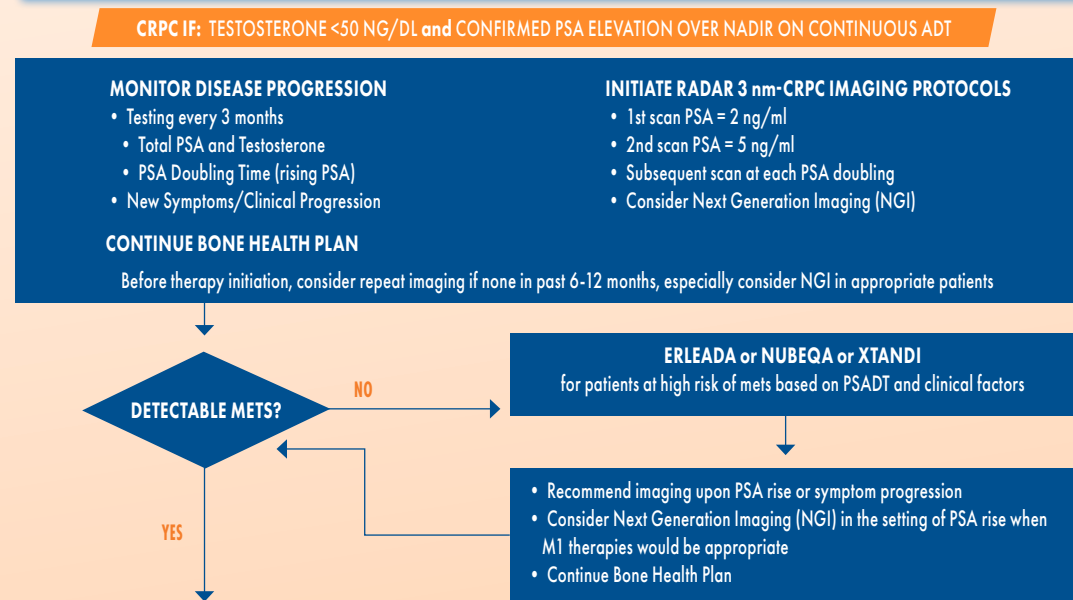 CRPC IF: TESTOSTERONE <50 NG/DL and CONFIRMED PSA ELEVATION OVER NADIR ON CONTINUOUS ADT
MONITOR DISEASE PROGRESSION
• Testing every 3 months
• Total PSA and Testosterone
• PSA Doubling Time (rising PSA)
• New Symptoms/Clinical Progression
INITIATE RADAR 3 nm-CRPC IMAGING PROTOCOLS
• 1st scan PSA = 2 ng/ml
• 2nd scan PSA = 5 ng/ml
• Subsequent scan at each PSA doubling
• Consider Next Generation Imaging (NGI)
CONTINUE BONE HEALTH PLAN
Before therapy initiation, consider repeat imaging if none in past 6-12 months, especially consider NGI in appropriate patients
DETECTABLE METS?
NO
ERLEADA or NUBEQA or XTANDI
for patients at high risk of mets based on PSADT and clinical factors
• Recommend imaging upon PSA rise or symptom progression
• Consider Next Generation Imaging (NGI) in the setting of PSA rise when
M1 therapies would be appropriate
• Continue Bone Health Plan
YES